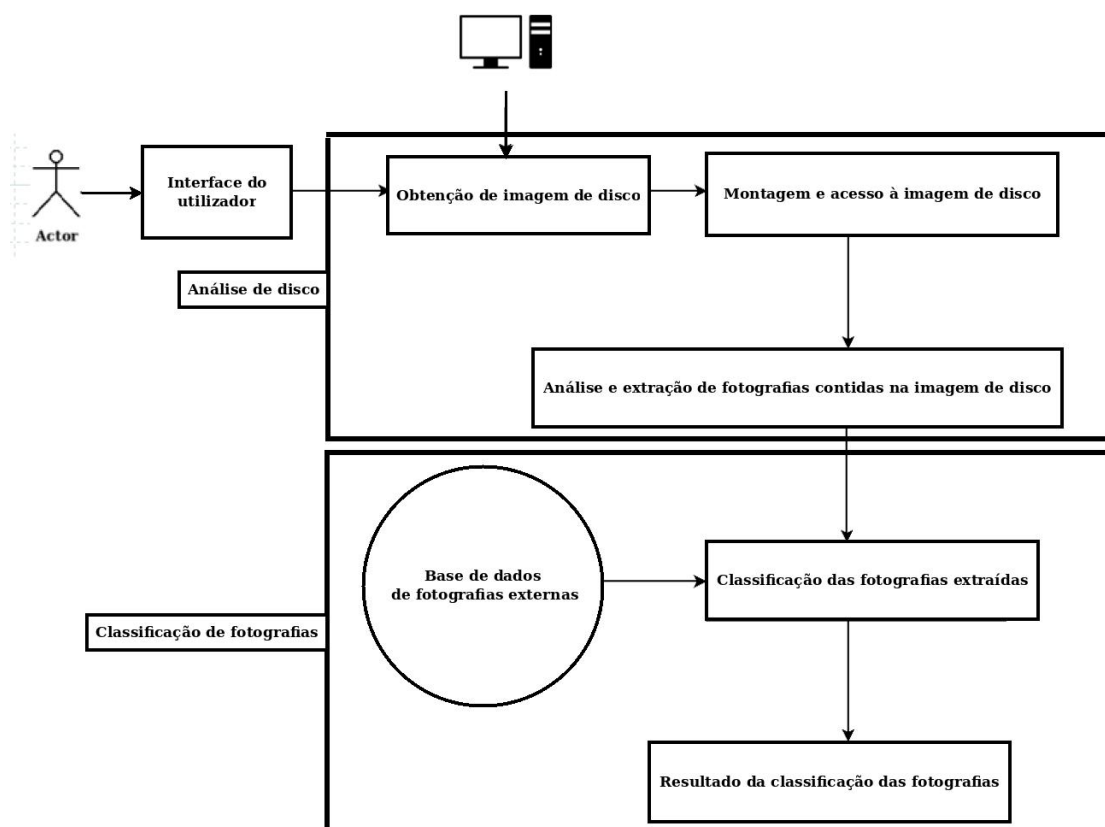 Interface do
utilizador
Obtenção de imagem de disco
Montagem e acesso à imagem de disco
Actor
Análise de disco
Análise e extração de fotografias contidas na imagem de disco
Base de dados
de fotografias externas
Classificação das fotografias extraídas
Classificação de fotografias
Resultado da classificação das fotografias